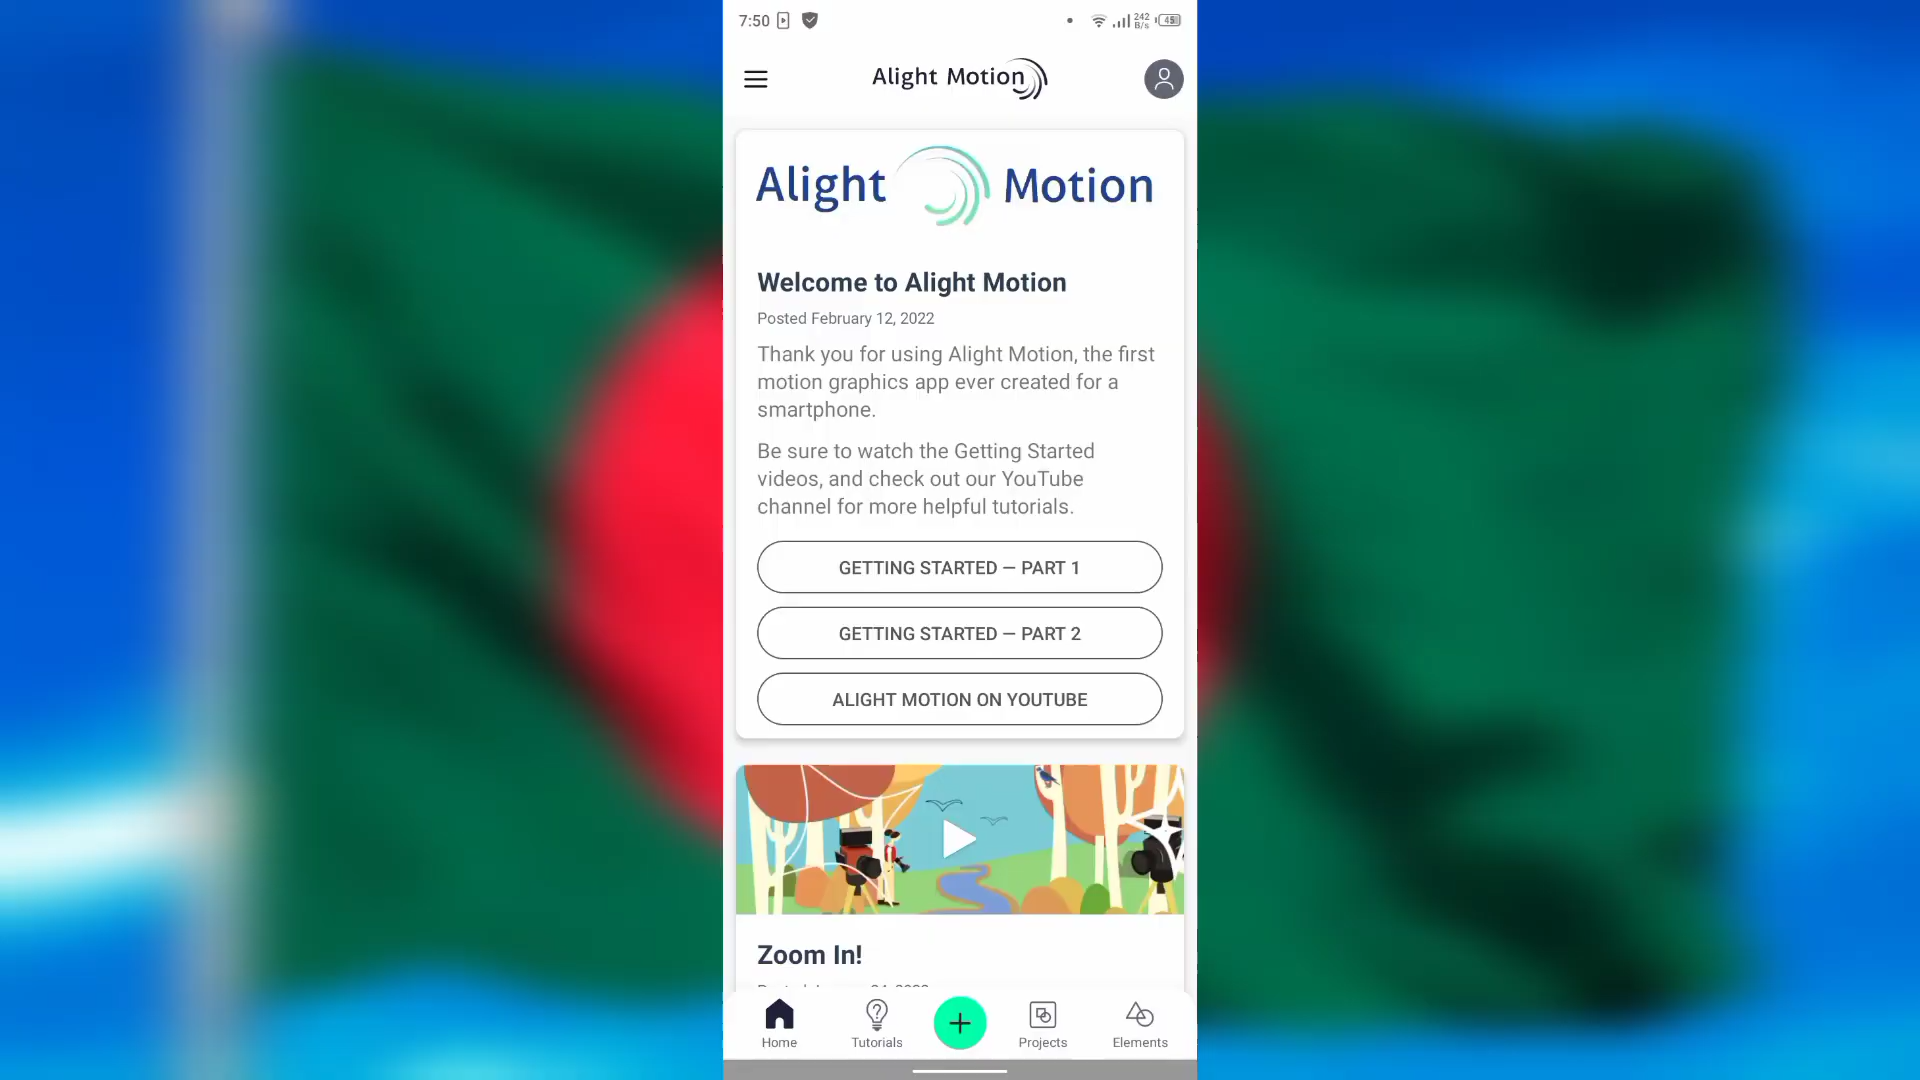 7:50
242
B/s
45
Alight Motion
Alight Motion
Welcome to Alight Motion
Posted February 12, 2022
Thank you for using Alight Motion, the first
motion graphics app ever created for a
smartphone.
Be sure to watch the Getting Started
videos, and check out our YouTube
channel for more helpful tutorials.
GETTING STARTED — PART 1
GETTING STARTED — PART 2
ALIGHT MOTION ON YOUTUBE
Zoom In!
Home
Tutorials
Projects
Elements